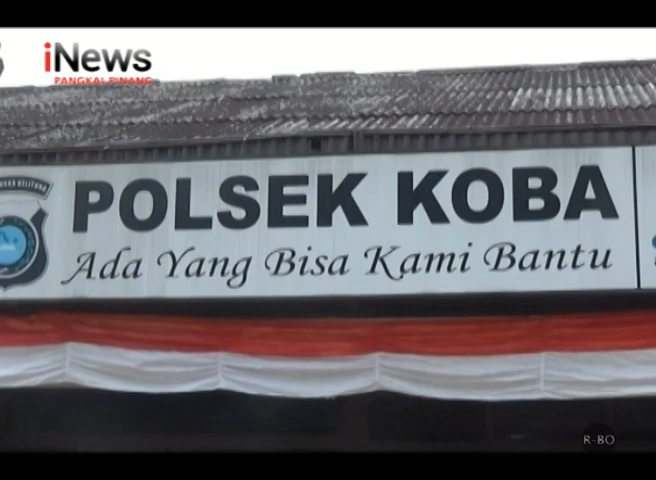 iNews
PANGKAL PINANG
POLSEK KOBA
Ada Yang Bisa Kami Bantu
R-BO